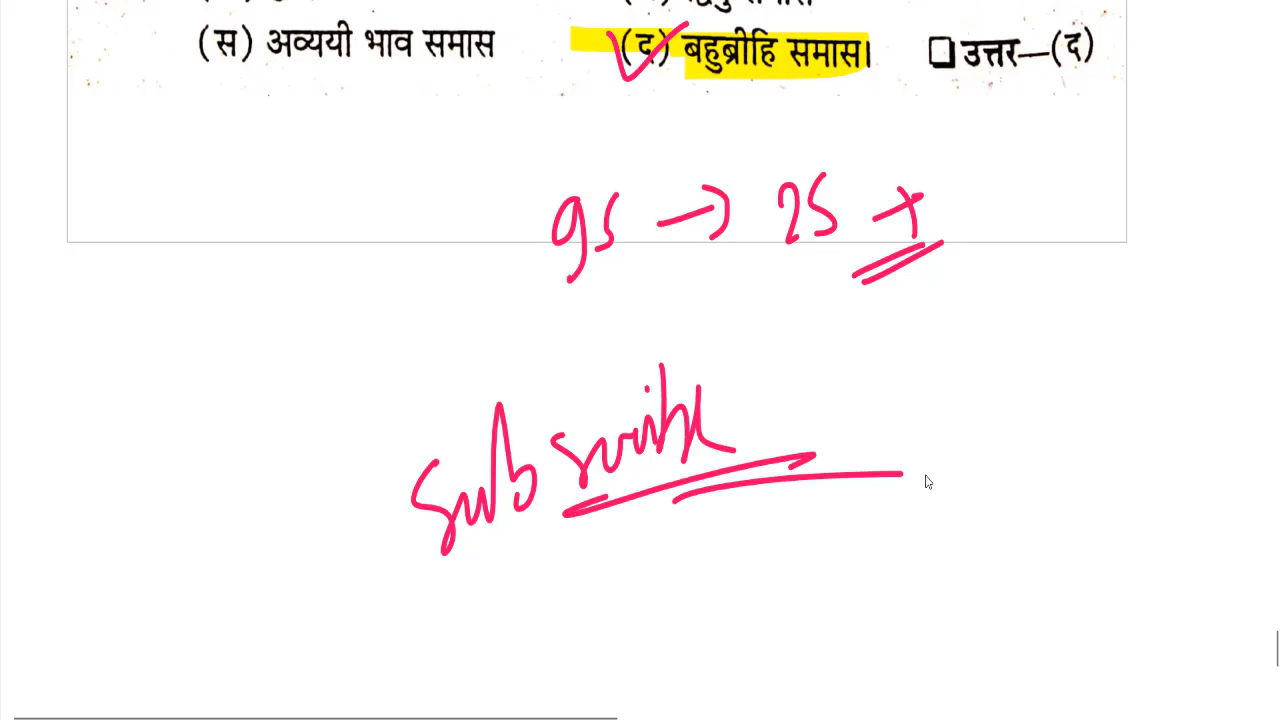 (स) अव्ययी भाव समास (द) बहुब्रीहि समास। ❑ उत्तर—(द)
95 → 25 +
Subscribe